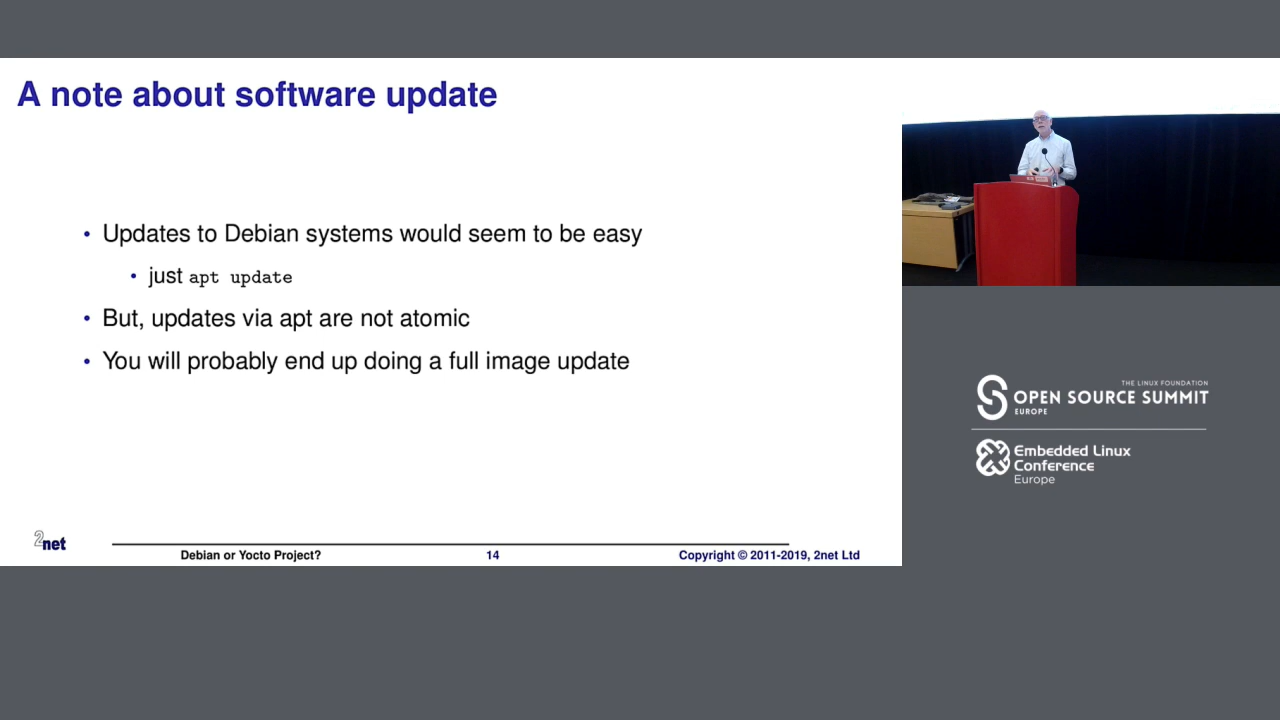 A note about software update
• Updates to Debian systems would seem to be easy
• just apt update
• But, updates via apt are not atomic
• You will probably end up doing a full image update
2net
Debian or Yocto Project?
14
Copyright © 2011-2019, 2net Ltd
THE LINUX FOUNDATION
OPEN SOURCE SUMMIT
EUROPE
Embedded Linux
Conference
Europe